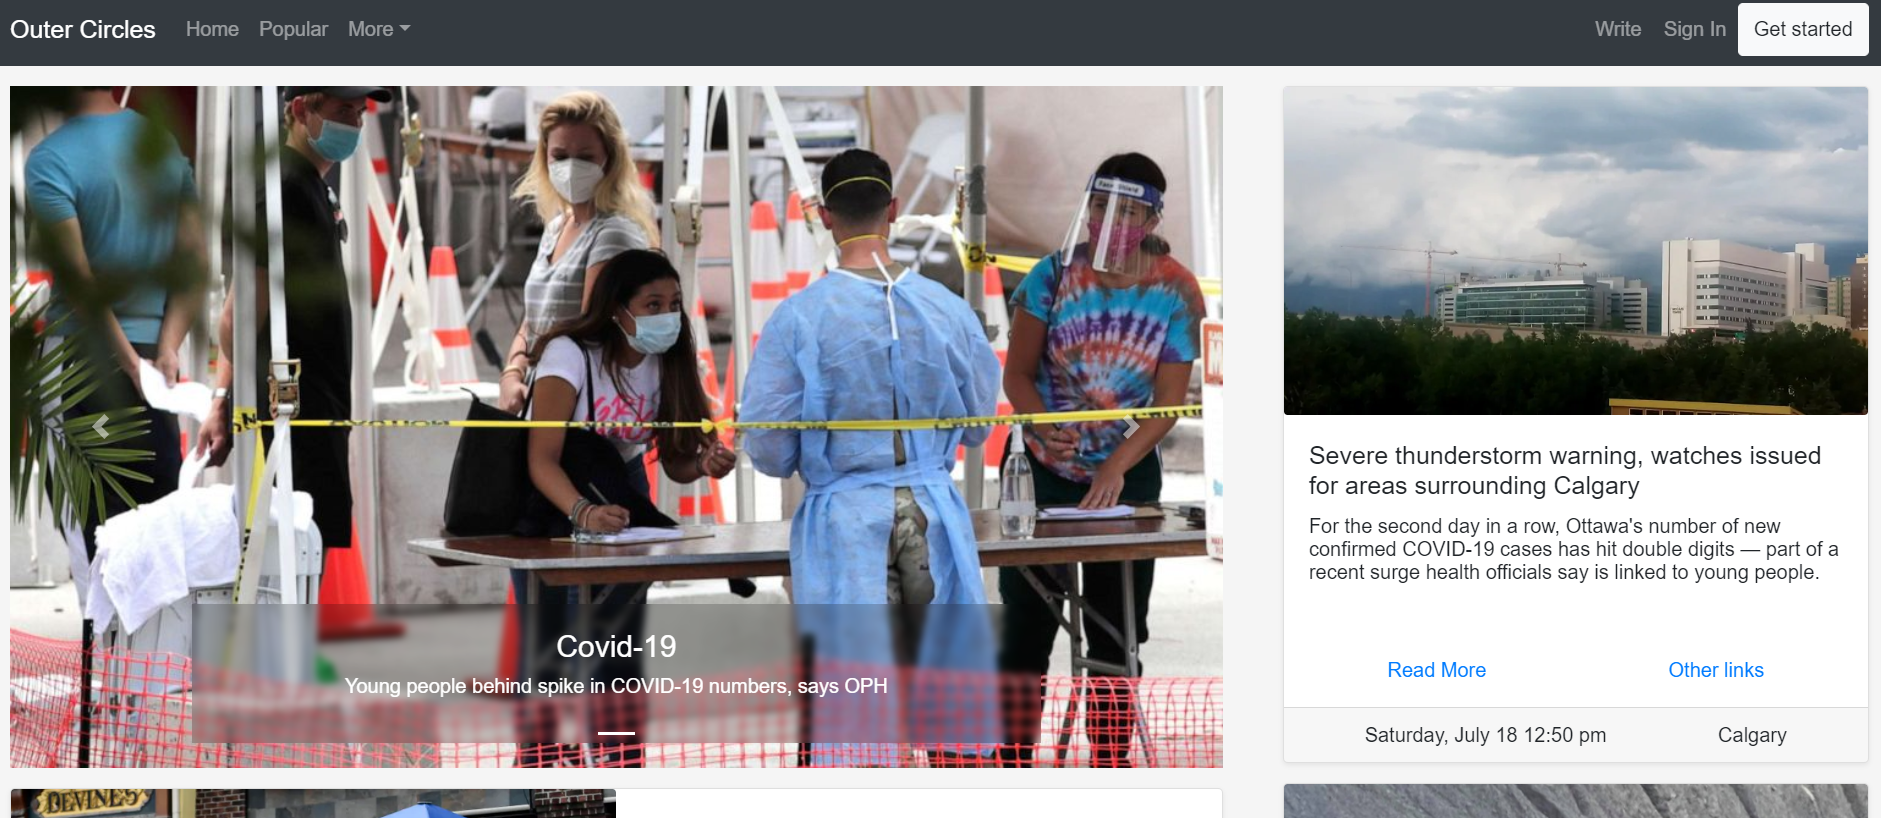 Outer Circles Home Popular More Write Sign In Get started
Face Shield
CAUTION
Covid-19
Young people behind spike in COVID-19 numbers, says OPH
Severe thunderstorm warning, watches issued
for areas surrounding Calgary
For the second day in a row, Ottawa's number of new
confirmed COVID-19 cases has hit double digits — part of a
recent surge health officials say is linked to young people.
Read More Other links
Saturday, July 18 12:50 pm Calgary
DEVINE'S